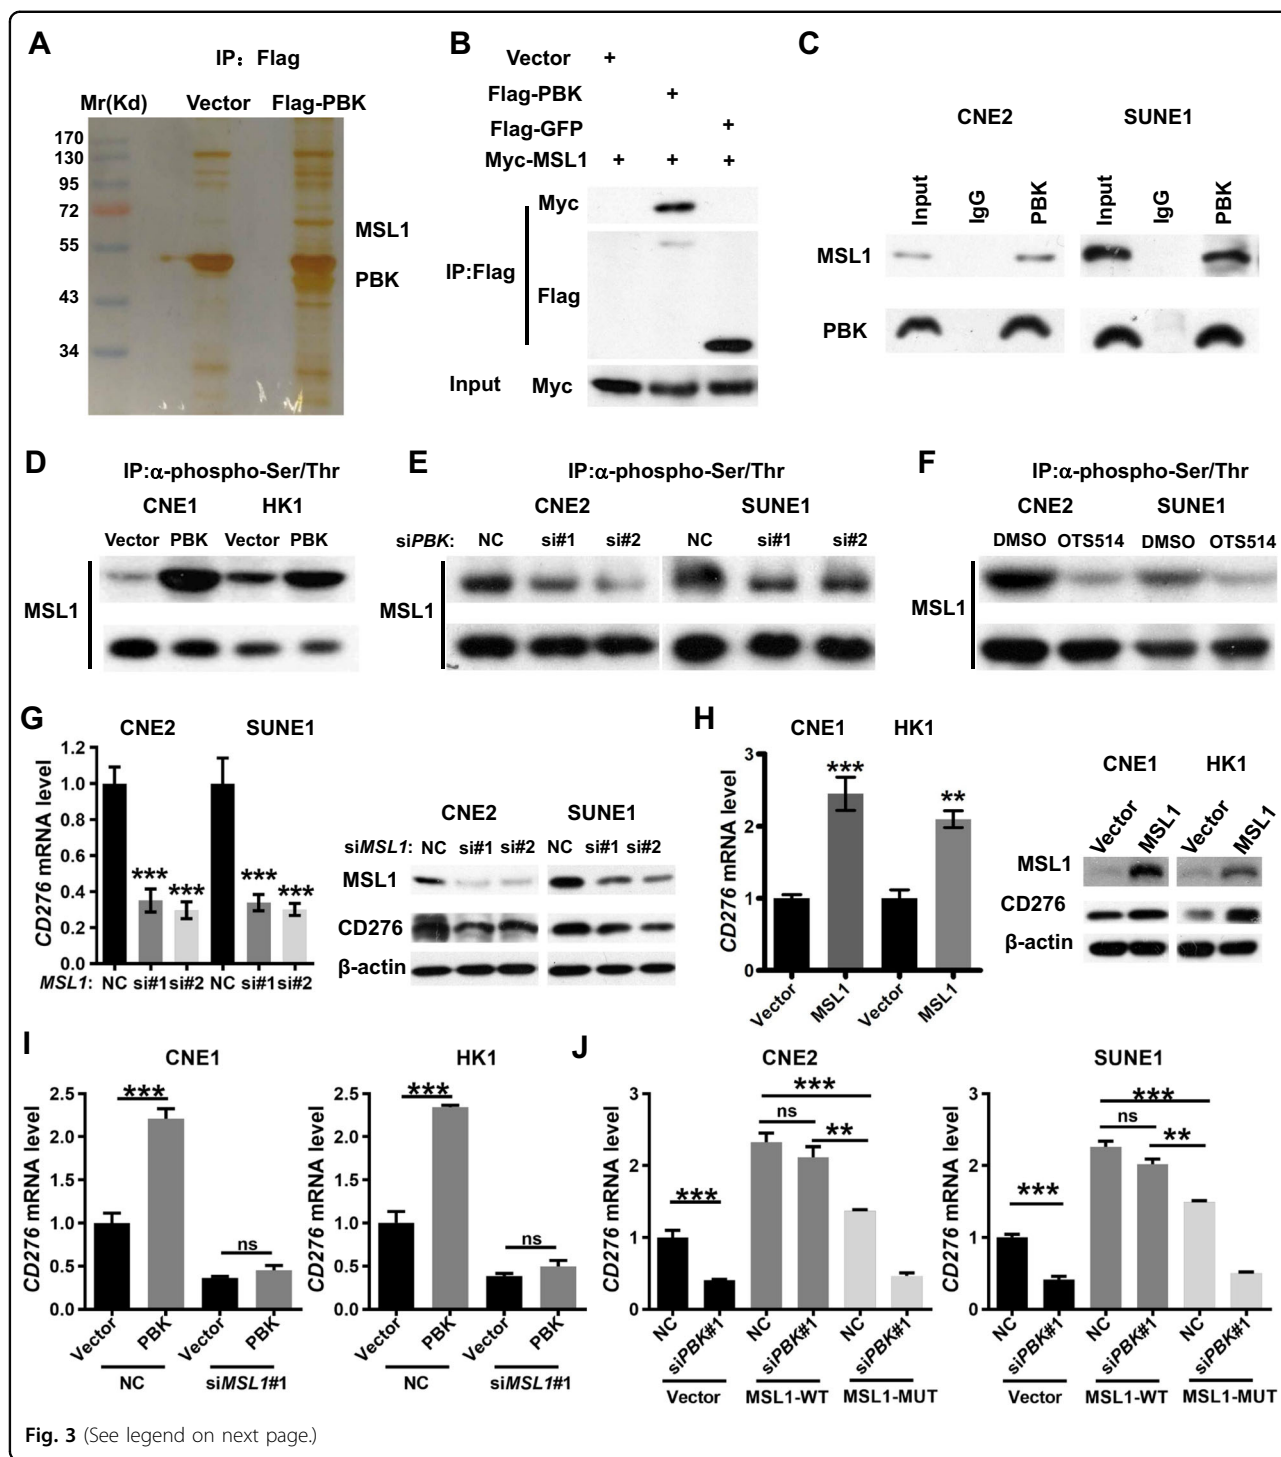 A
IP: Flag
Mr(Kd) Vector Flag-PBK
170
130
95
72
55
43
34
MSL1
PBK
B
Vector +
Flag-PBK +
Flag-GFP +
Myc-MSL1 + + +
Myc
IP:Flag
Flag
Input Myc
C
CNE2 SUNE1
Input IgG PBK Input IgG PBK
MSL1
PBK
D
IP:α-phospho-Ser/Thr
CNE1 HK1
Vector PBK Vector PBK
MSL1
E
IP:α-phospho-Ser/Thr
CNE2 SUNE1
siPBK: NC si#1 si#2 NC si#1 si#2
MSL1
F
IP:α-phospho-Ser/Thr
CNE2 SUNE1
DMSO OTS514 DMSO OTS514
MSL1
G
CNE2 SUNE1
CD276 mRNA level
1.2
1.0
0.8
0.6
0.4
0.2
0.0
*** *** *** ***
MSL1: NC si#1 si#2 NC si#1 si#2
CNE2 SUNE1
siMSL1: NC si#1 si#2 NC si#1 si#2
MSL1
CD276
β-actin
H
CNE1 HK1
CD276 mRNA level
3
2
1
0
*** **
Vector MSL1 Vector MSL1
CNE1 HK1
Vector MSL1 Vector MSL1
MSL1
CD276
β-actin
I
CNE1
CD276 mRNA level
2.5
2.0
1.5
1.0
0.5
0.0
***
ns
Vector PBK Vector PBK
NC siMSL1#1
HK1
CD276 mRNA level
2.5
2.0
1.5
1.0
0.5
0.0
***
ns
Vector PBK Vector PBK
NC siMSL1#1
J
CNE2
CD276 mRNA level
3
2
1
0
***
ns
**
***
NC siPBK#1 NC siPBK#1 NC siPBK#1
Vector MSL1-WT MSL1-MUT
SUNE1
CD276 mRNA level
3
2
1
0
***
ns
**
***
NC siPBK#1 NC siPBK#1 NC siPBK#1
Vector MSL1-WT MSL1-MUT
Fig. 3 (See legend on next page.)